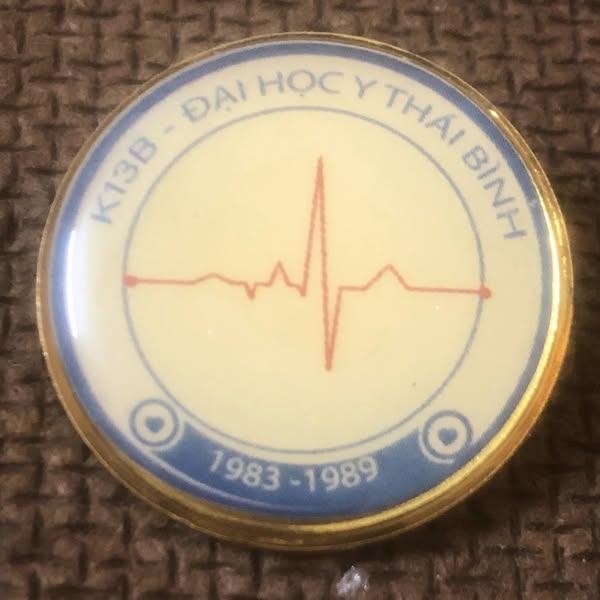 K13B - ĐẠI HỌC Y THÁI BÌNH
1983 -1989